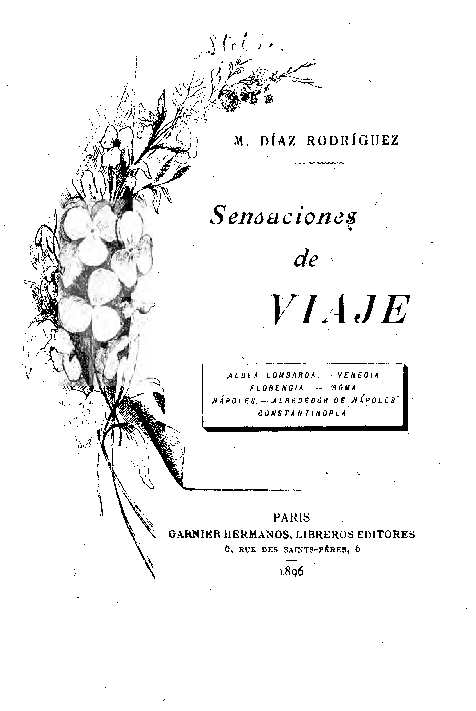 M. DÍAZ RODRÍGUEZ
Sensaciones
de
VIAJE
ALDEA LOMBARDA. — VENECIA
FLORENCIA — ROMA
NÁPOLES. — ALREDEDOR DE NÁPOLES
CONSTANTINOPLA
PARIS
GARNIER HERMANOS, LIBREROS EDITORES
6, RUE DES SAINTS-PÈRES, 6
1896